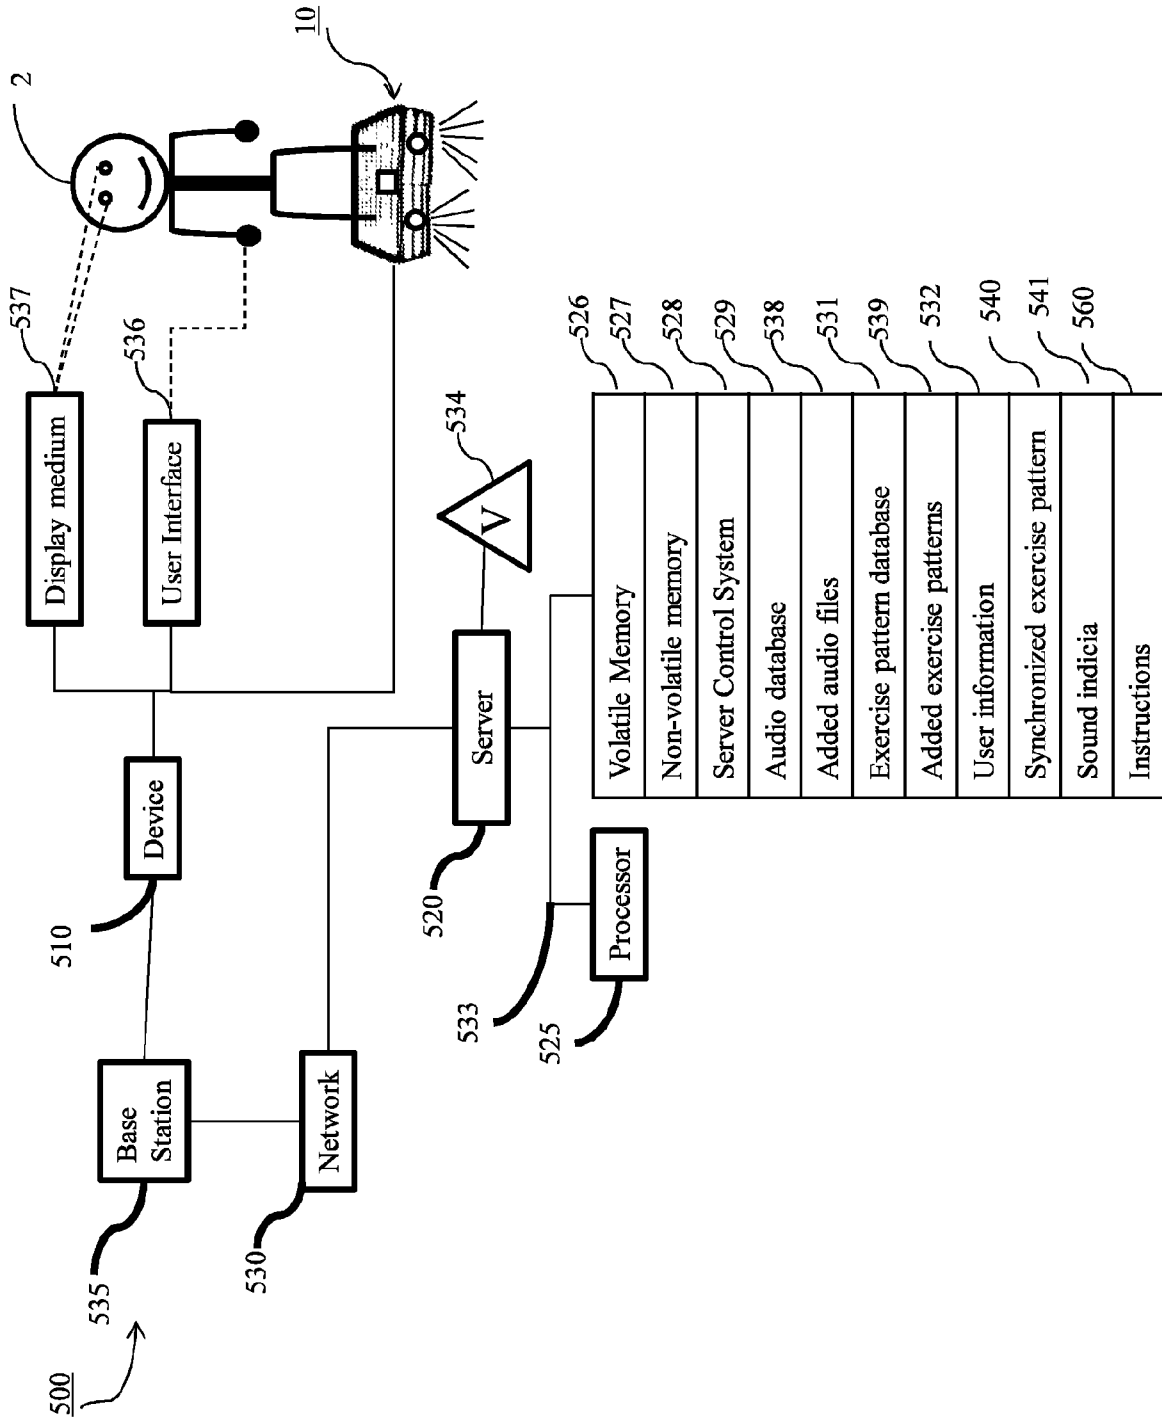 500
535
Base
Station
510
Device
Display medium
537
User Interface
536
2
10
530
Network
520
Server
V
534
533
525
Processor
Volatile Memory
526
Non-volatile memory
527
Server Control System
528
Audio database
529
Added audio files
538
Exercise pattern database
531
Added exercise patterns
539
User information
532
Synchronized exercise pattern
540
Sound indicia
541
Instructions
560